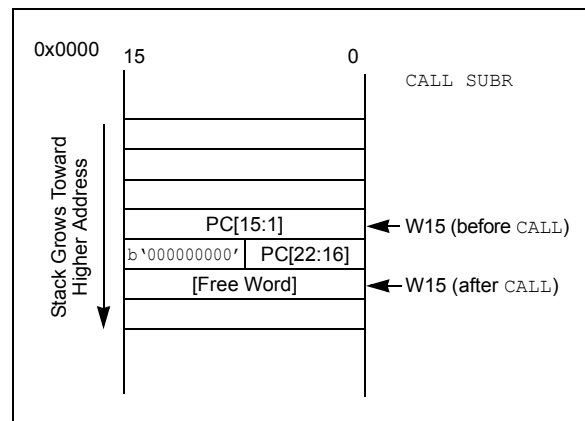 0x0000
15 0
CALL SUBR
Stack Grows Toward
Higher Address
PC[15:1]
W15 (before CALL)
b‘000000000’ PC[22:16]
[Free Word]
W15 (after CALL)